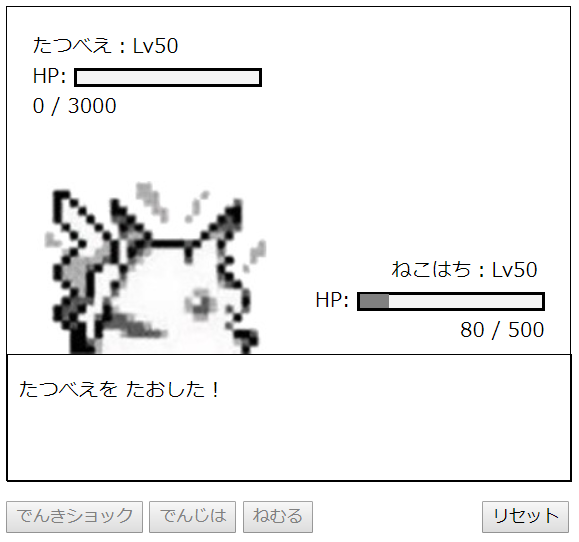 たつべえ：Lv50
HP:
0 / 3000
ねこはち：Lv50
HP:
80 / 500
たつべえを たおした！
でんきショック
でんじは
ねむる
リセット